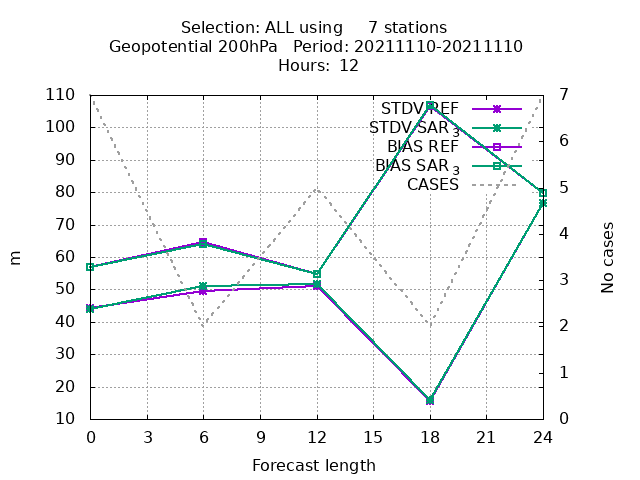 Selection: ALL using     7 stations
Geopotential 200hPa   Period: 20211110-20211110
Hours:  12
110
100
90
80
70
60
50
40
30
20
10
7
6
5
4
3
2
1
0
m
No cases
STDV REF
STDV SAR 3
BIAS REF
BIAS SAR 3
CASES
0 3 6 9 12 15 18 21 24
Forecast length